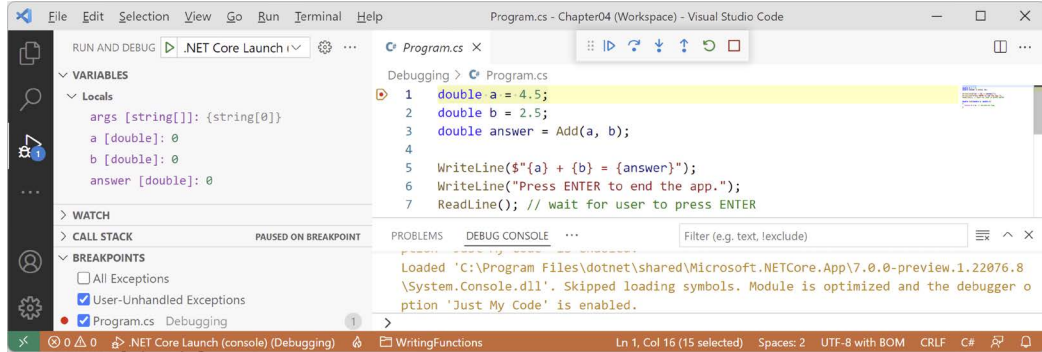 File Edit Selection View Go Run Terminal Help Program.cs - Chapter04 (Workspace) - Visual Studio Code
RUN AND DEBUG .NET Core Launch (
VARIABLES
Locals
args [string[]]: {string[0]}
a [double]: 0
b [double]: 0
answer [double]: 0
WATCH
CALL STACK PAUSED ON BREAKPOINT
BREAKPOINTS
All Exceptions
User-Unhandled Exceptions
Program.cs Debugging 1
1
Program.cs
Debugging > Program.cs
1 double a = 4.5;
2 double b = 2.5;
3 double answer = Add(a, b);
4
5 WriteLine($"{a} + {b} = {answer}");
6 WriteLine("Press ENTER to end the app.");
7 ReadLine(); // wait for user to press ENTER
PROBLEMS DEBUG CONSOLE ... Filter (e.g. text, !exclude)
Loaded 'C:\Program Files\dotnet\shared\Microsoft.NETCore.App\7.0.0-preview.1.22076.8
\System.Console.dll'. Skipped loading symbols. Module is optimized and the debugger o
ption 'Just My Code' is enabled.
>
0 0 .NET Core Launch (console) (Debugging) WritingFunctions Ln 1, Col 16 (15 selected) Spaces: 2 UTF-8 with BOM CRLF C#